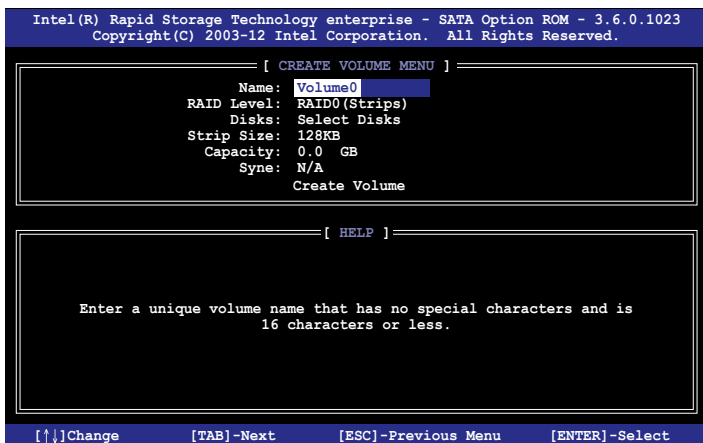 Intel(R) Rapid Storage Technology enterprise - SATA Option ROM - 3.6.0.1023
Copyright(C) 2003-12 Intel Corporation. All Rights Reserved.
[ CREATE VOLUME MENU ]
Name: Volume0
RAID Level: RAID0(Strips)
Disks: Select Disks
Strip Size: 128KB
Capacity: 0.0 GB
Syne: N/A
Create Volume
[ HELP ]
Enter a unique volume name that has no special characters and is
16 characters or less.
[↑↓]Change [TAB]-Next [ESC]-Previous Menu [ENTER]-Select